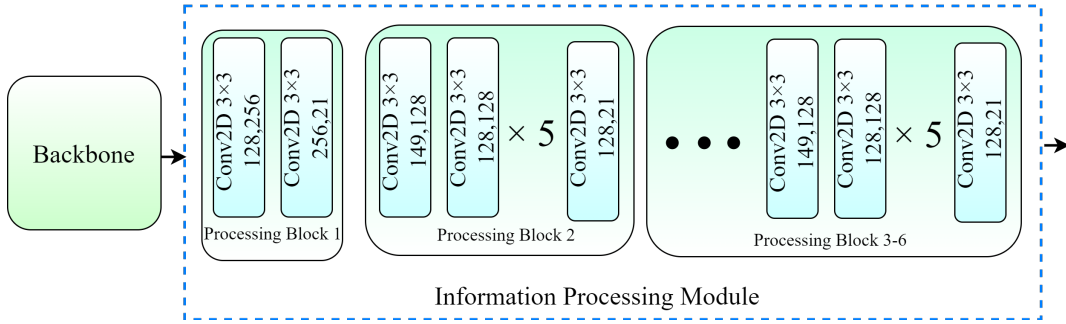 Backbone
Conv2D 3×3
128,256
Conv2D 3×3
256,21
Processing Block 1
Conv2D 3×3
149,128
Conv2D 3×3
128,128
× 5
Conv2D 3×3
128,21
Processing Block 2
Conv2D 3×3
149,128
Conv2D 3×3
128,128
× 5
Conv2D 3×3
128,21
Processing Block 3-6
Information Processing Module